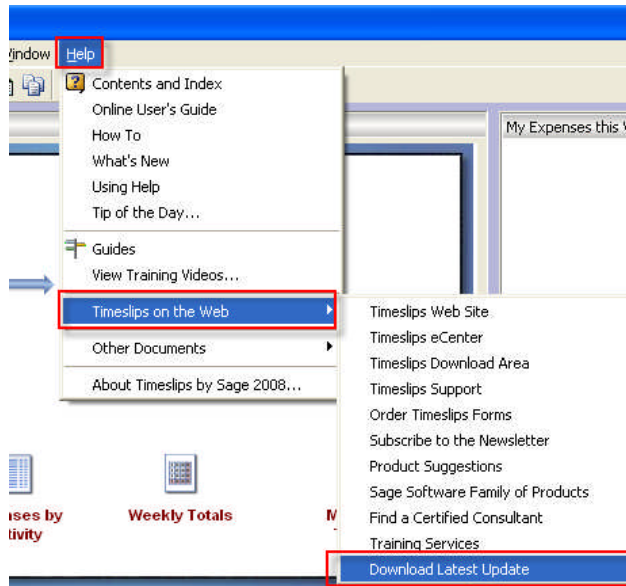 Window Help
Contents and Index
Online User's Guide
How To
My Expenses this
What's New
Using Help
Tip of the Day...
Guides
View Training Videos...
Timeslips on the Web
Timeslips Web Site
Other Documents
Timeslips eCenter
Timeslips Download Area
About Timeslips by Sage 2008...
Timeslips Support
Order Timeslips Forms
Subscribe to the Newsletter
Product Suggestions
Sage Software Family of Products
Find a Certified Consultant
Training Services
Download Latest Update
by
Weekly Totals